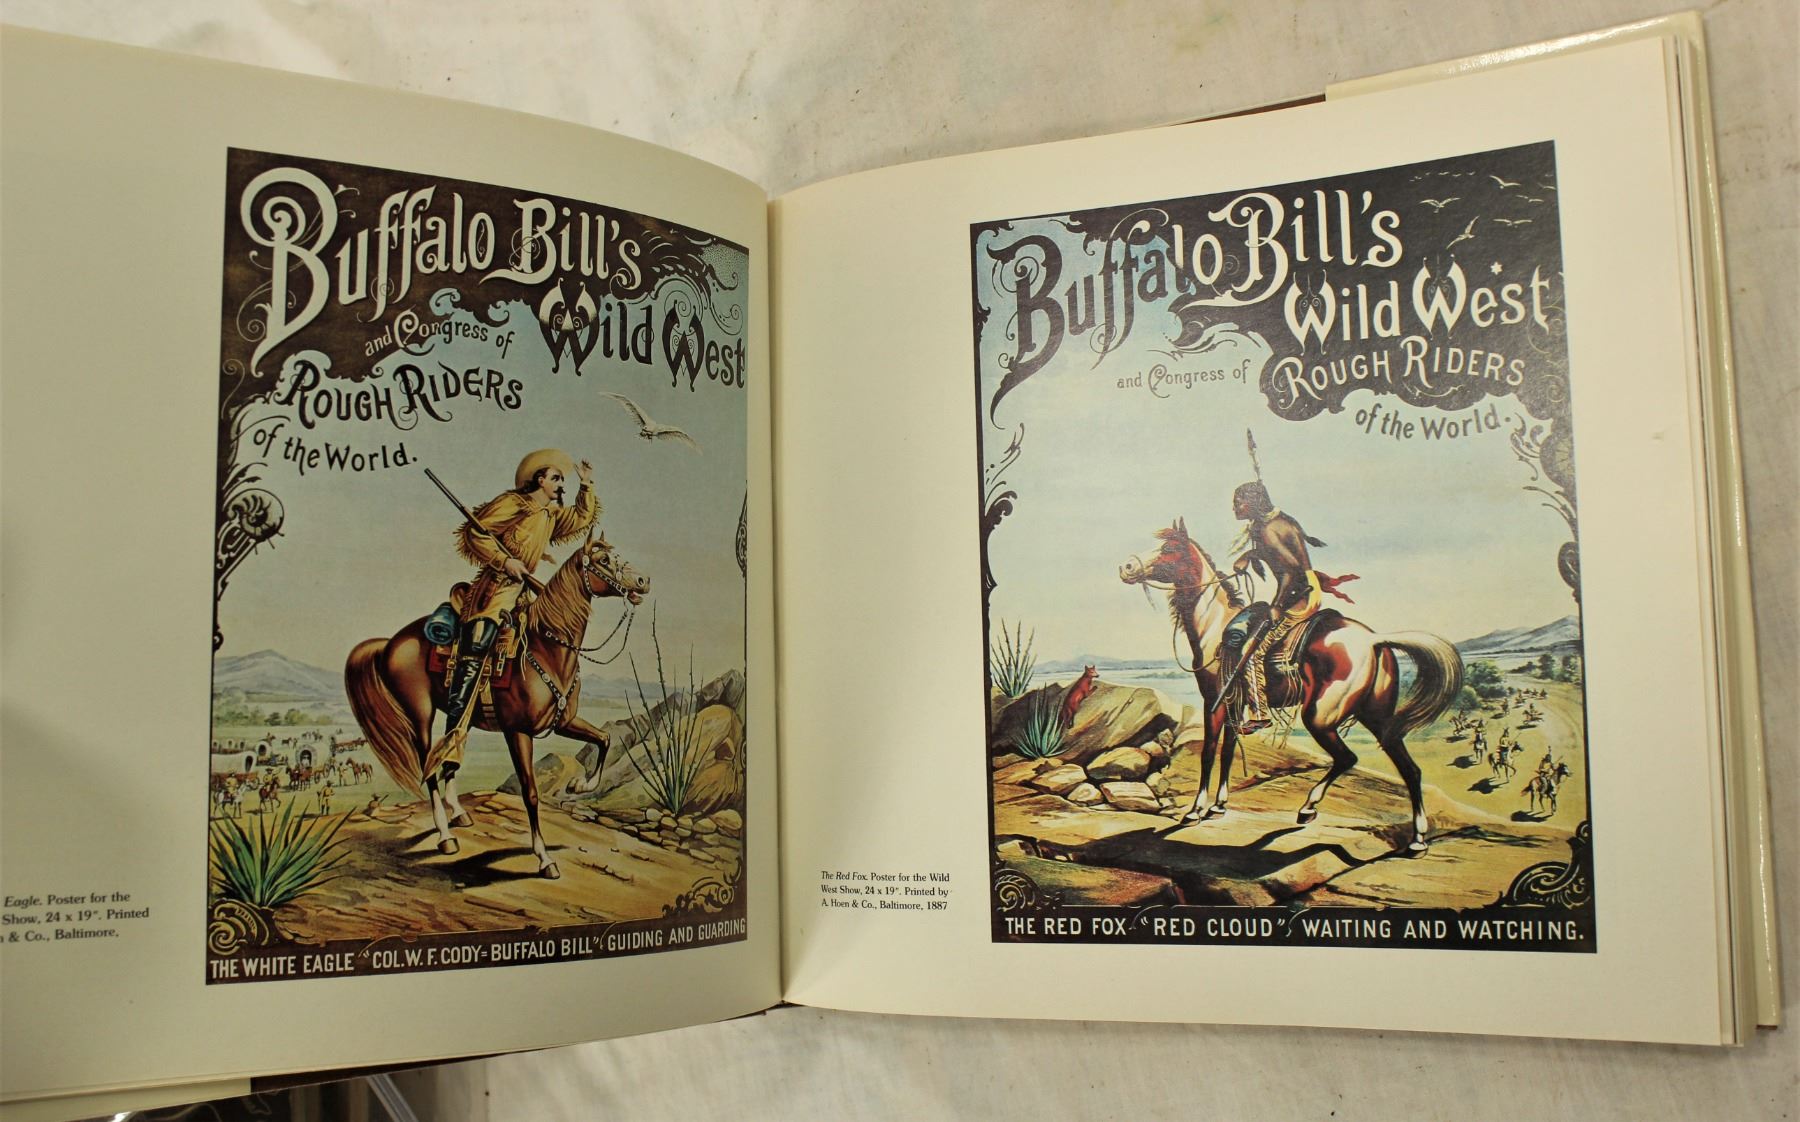 Buffalo Bill's
Wild West
and Congress of
Rough Riders
of the World.
THE WHITE EAGLE "COL. W. F. CODY=BUFFALO BILL" GUIDING AND GUARDING
Eagle. Poster for the
Show, 24 x 19". Printed
& Co., Baltimore,
Buffalo Bill's
Wild West
and Congress of
Rough Riders
of the World.
THE RED FOX "RED CLOUD" WAITING AND WATCHING.
The Red Fox. Poster for the Wild
West Show, 24 x 19". Printed by
A. Hoen & Co., Baltimore, 1887